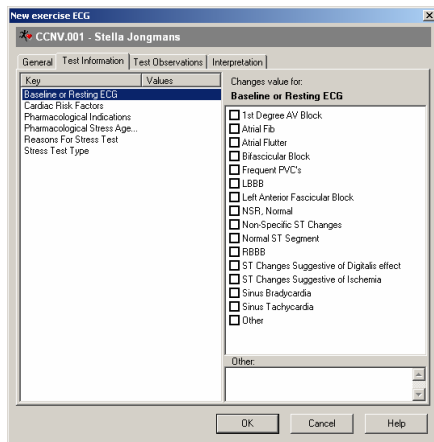 New exercise ECG
CCNV.001 - Stella Jongmans
General Test Information Test Observations Interpretation
Key Values
Baseline or Resting ECG
Cardiac Risk Factors
Pharmacological Indications
Pharmacological Stress Age...
Reasons For Stress Test
Stress Test Type
Changes value for:
Baseline or Resting ECG
1st Degree AV Block
Atrial Fib
Atrial Flutter
Bifascicular Block
Frequent PVC's
LBBB
Left Anterior Fascicular Block
NSR, Normal
Non-Specific ST Changes
Normal ST Segment
RBBB
ST Changes Suggestive of Digitalis effect
ST Changes Suggestive of Ischemia
Sinus Bradycardia
Sinus Tachycardia
Other
Other:
OK Cancel Help